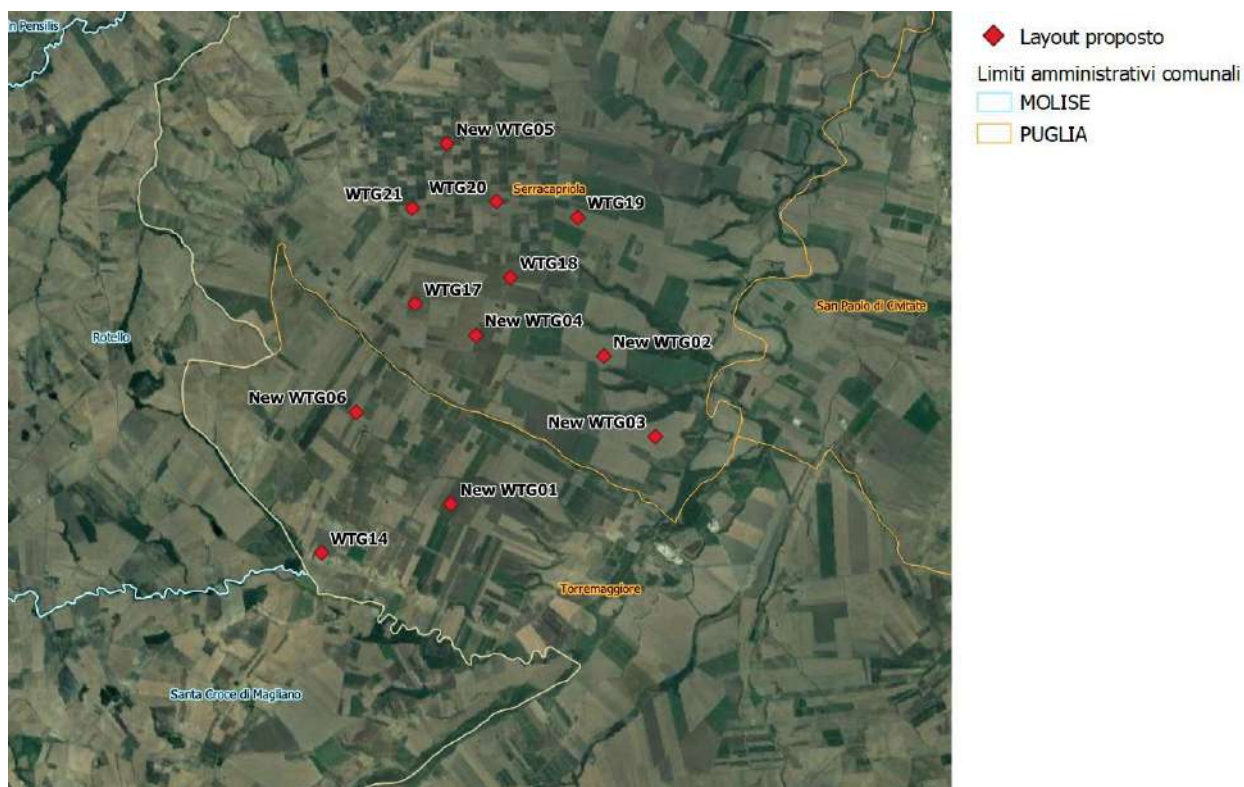 n Pensilis
Layout proposto
Limiti amministrativi comunali
MOLISE
PUGLIA
New WTG05
WTG20
Serracapriola
WTG21
WTG19
WTG18
WTG17
San Paolo di Civitate
New WTG04
Rotello
New WTG02
New WTG06
New WTG03
New WTG01
WTG14
Torremaggiore
Santa Croce di Magliano